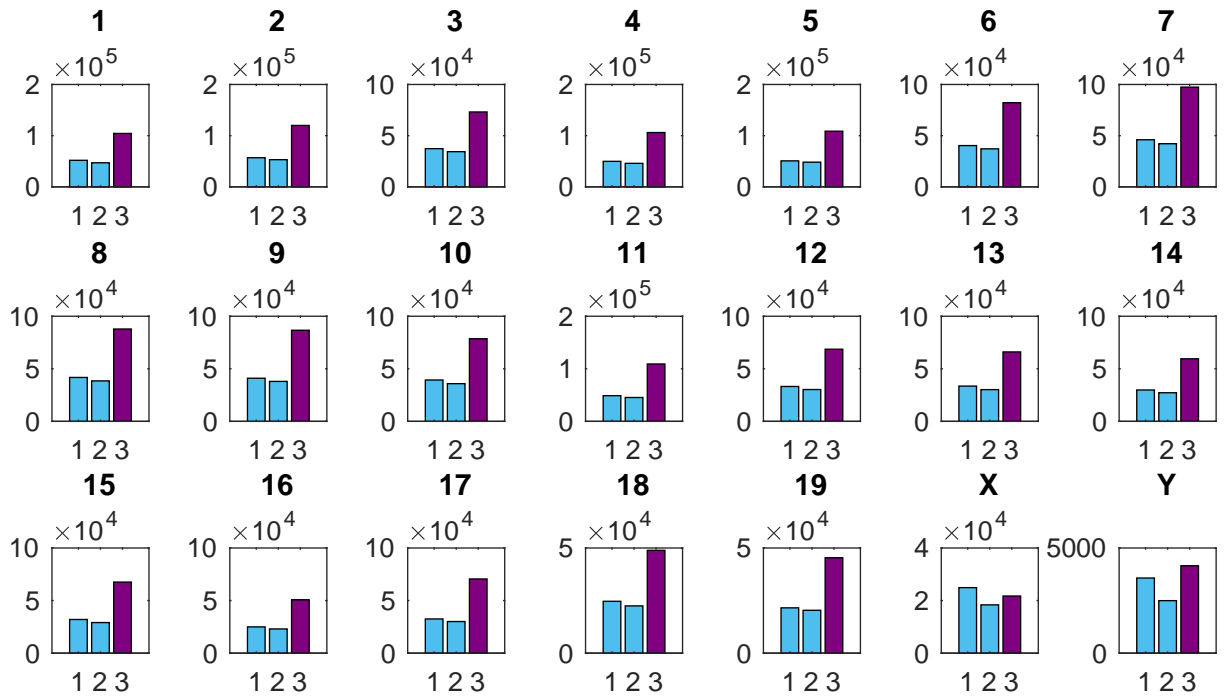 1 2 3 4 5 6 7
×10^5 ×10^5 ×10^4 ×10^5 ×10^5 ×10^4 ×10^4
2 2 10 2 2 10 10
1 1 5 1 1 5 5
0 0 0 0 0 0 0
1 2 3 1 2 3 1 2 3 1 2 3 1 2 3 1 2 3 1 2 3
8 9 10 11 12 13 14
×10^4 ×10^4 ×10^4 ×10^5 ×10^4 ×10^4 ×10^4
10 10 10 2 10 10 10
5 5 5 1 5 5 5
0 0 0 0 0 0 0
1 2 3 1 2 3 1 2 3 1 2 3 1 2 3 1 2 3 1 2 3
15 16 17 18 19 X Y
×10^4 ×10^4 ×10^4 ×10^4 ×10^4 ×10^4
10 10 10 5 5 4 5000
5 5 5 2
0 0 0 0 0 0 0
1 2 3 1 2 3 1 2 3 1 2 3 1 2 3 1 2 3 1 2 3